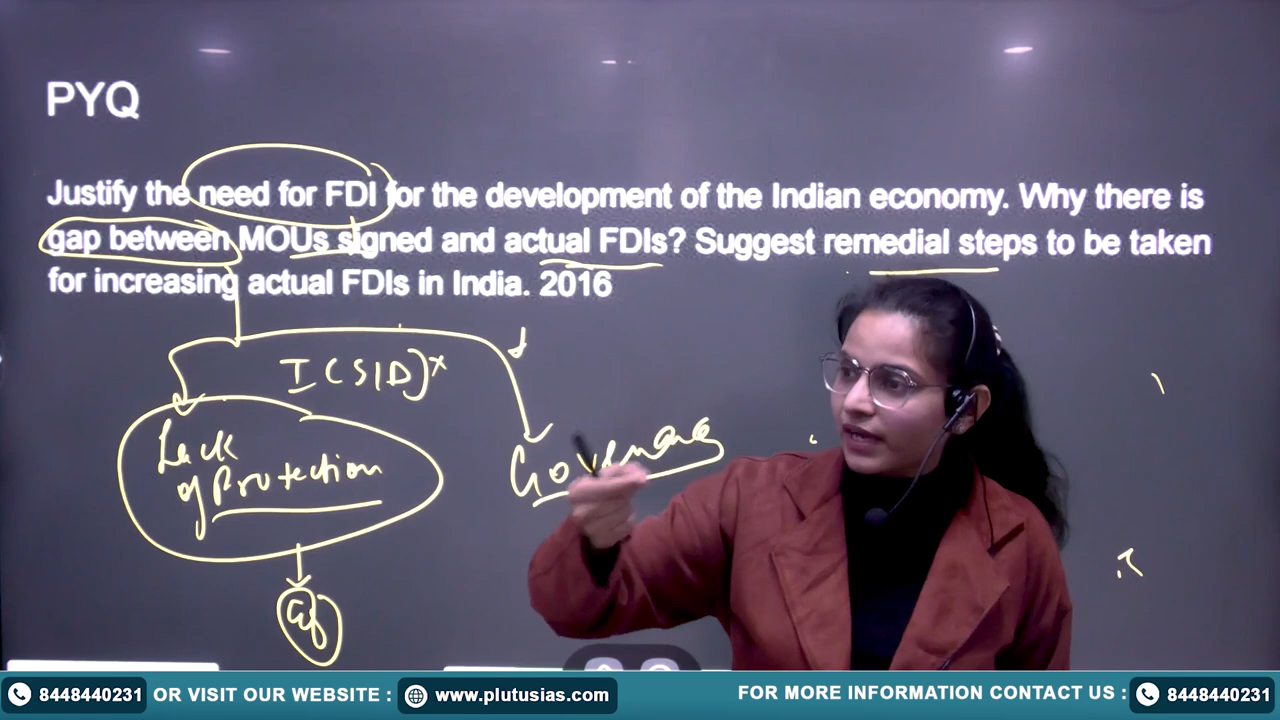 PYQ
Justify the need for FDI for the development of the Indian economy. Why there is
gap between MOUs signed and actual FDIs? Suggest remedial steps to be taken
for increasing actual FDIs in India. 2016
ICSID
Lack
of Protection
Governance
8448440231 OR VISIT OUR WEBSITE : www.plutusias.com FOR MORE INFORMATION CONTACT US : 8448440231